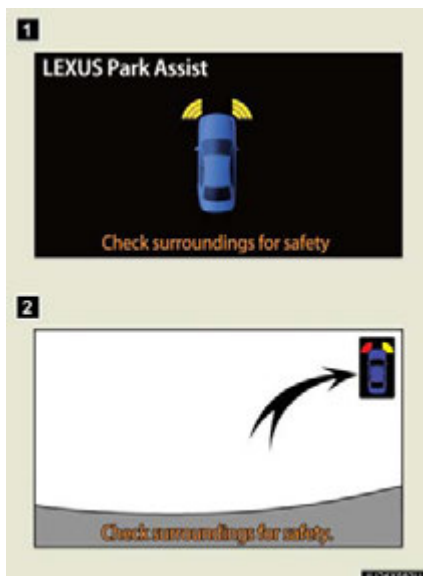 1
LEXUS Park Assist
Check surroundings for safety
2
Check surroundings for safety.